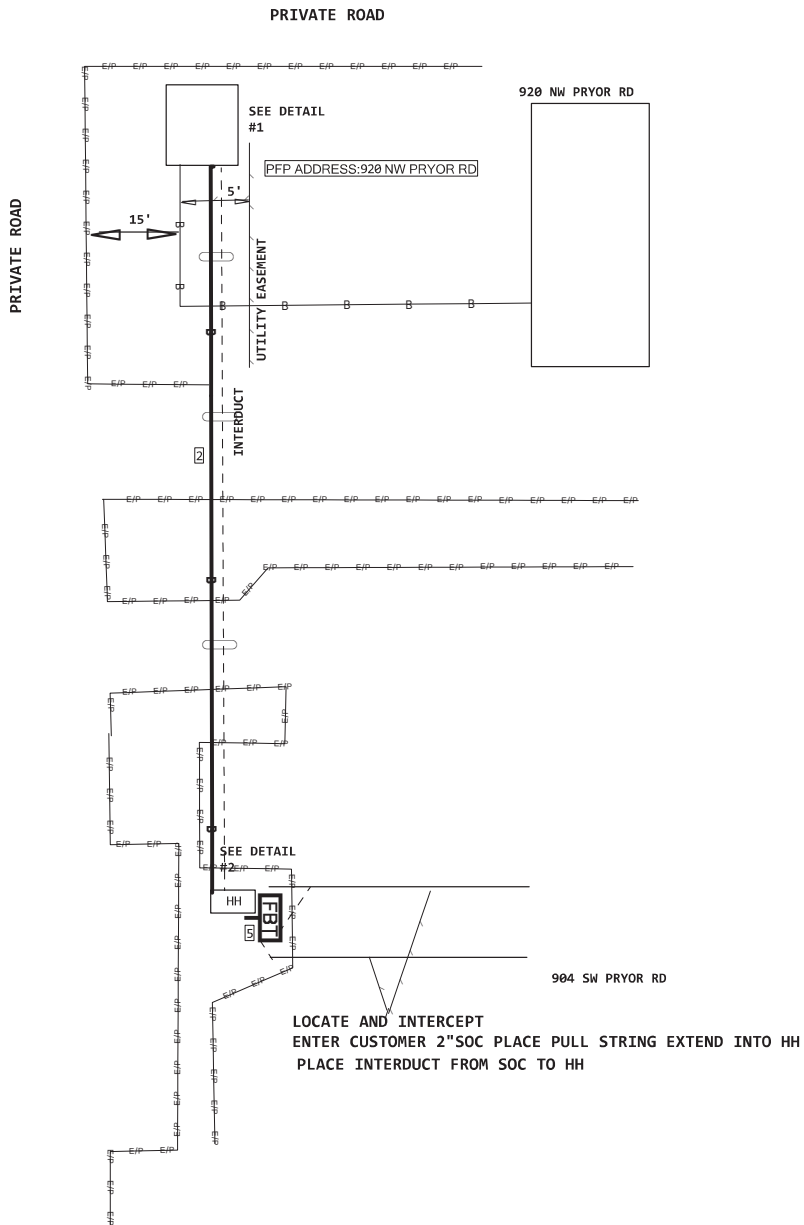 PRIVATE ROAD
E/P E/P E/P E/P E/P E/P E/P E/P E/P E/P E/P E/P
920 NW PRYOR RD
SEE DETAIL
#1
PFP ADDRESS:920 NW PRYOR RD
5'
15'
PRIVATE ROAD
E/P E/P E/P E/P E/P E/P E/P E/P E/P E/P E/P
B
B
B B B B B
UTILITY EASEMENT
B
E/P E/P E/P
INTERDUCT
2
E/P E/P E/P E/P E/P E/P E/P E/P E/P E/P E/P E/P E/P E/P E/P E/P E/P
E/P E/P E/P
E/P E/P E/P E/P E/P E/P E/P E/P E/P E/P E/P E/P
B
E/P
E/P E/P E/P E/P
E/P E/P E/P E/P E/P E/P
E/P
E/P
E/P E/P E/P
E/P E/P E/P
E/P E/P E/P E/P
B
E/P E/P
SEE DETAIL
#2
E/P E/P E/P
HH
FBT
5
E/P E/P E/P
904 SW PRYOR RD
E/P E/P E/P
LOCATE AND INTERCEPT
ENTER CUSTOMER 2"SOC PLACE PULL STRING EXTEND INTO HH
PLACE INTERDUCT FROM SOC TO HH
E/P E/P E/P E/P E/P E/P E/P E/P E/P E/P
E/P E/P E/P E/P E/P
E/P E/P
E/P E/P E/P